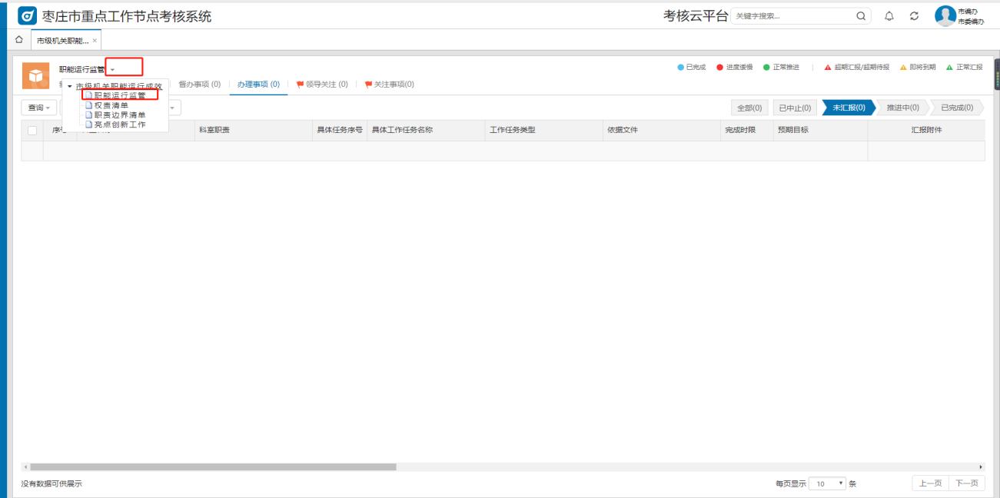 枣庄市重点工作节点考核系统
考核云平台 关键字搜索...
市编办
市委编办
市级机关职能... ×
职能运行监管
已完成 进度缓慢 正常推进 超期汇报/超期待报 即将到期 正常汇报
市级机关职能运行成效
督办事项 (0) 办理事项 (0) 领导关注 (0) 关注事项(0)
职能运行监管
权责清单
职责边界清单
亮点创新工作
查询
全部(0) 已中止(0) 未汇报(0) 推进中(0) 已完成(0)
科室职责 具体任务序号 具体工作任务名称 工作任务类型 依据文件 完成时限 预期目标 汇报附件
没有数据可供展示
每页显示 10 条 上一页 下一页